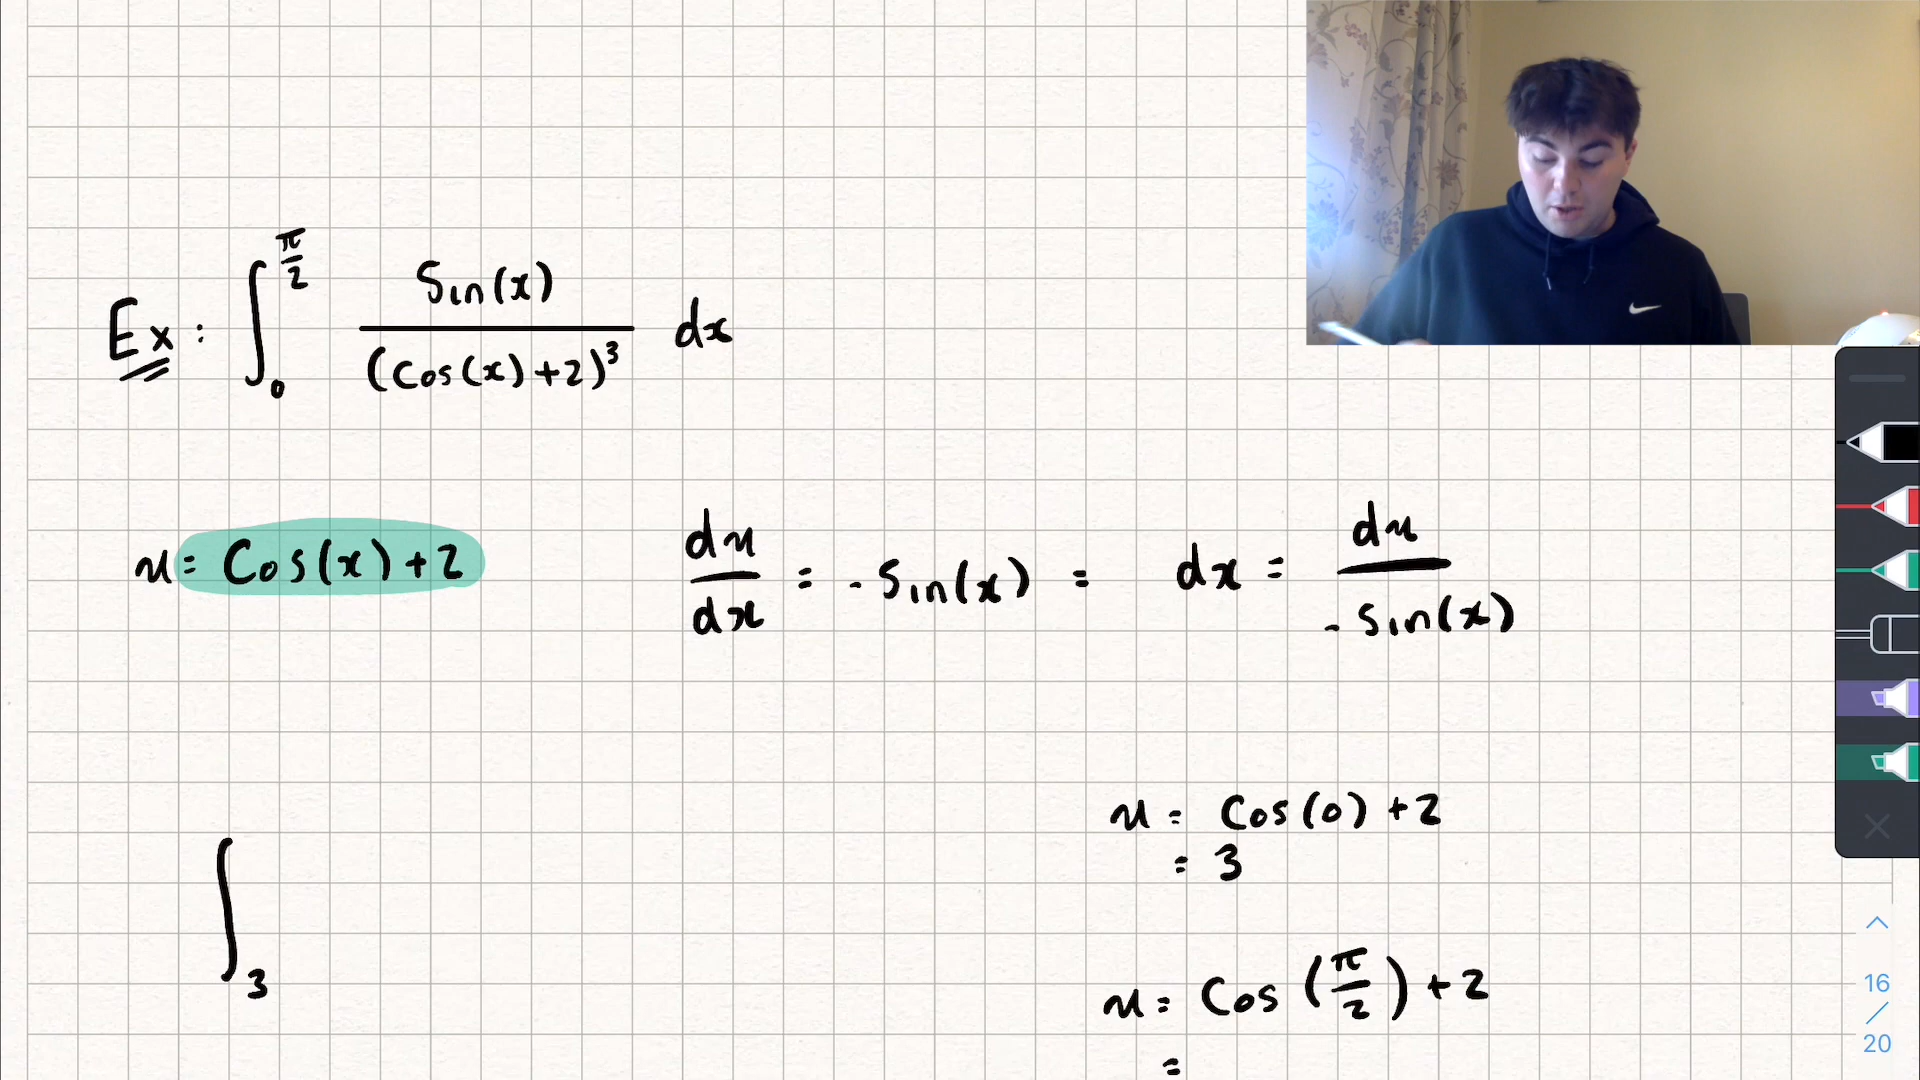 Ex: ∫₀^(π/2) Sin(x) / (Cos(x)+2)³ dx
u = Cos(x)+2
du/dx = -Sin(x) =
dx = du / -Sin(x)
u = Cos(0)+2
= 3
∫₃
u = Cos(π/2)+2
=
16
/
20